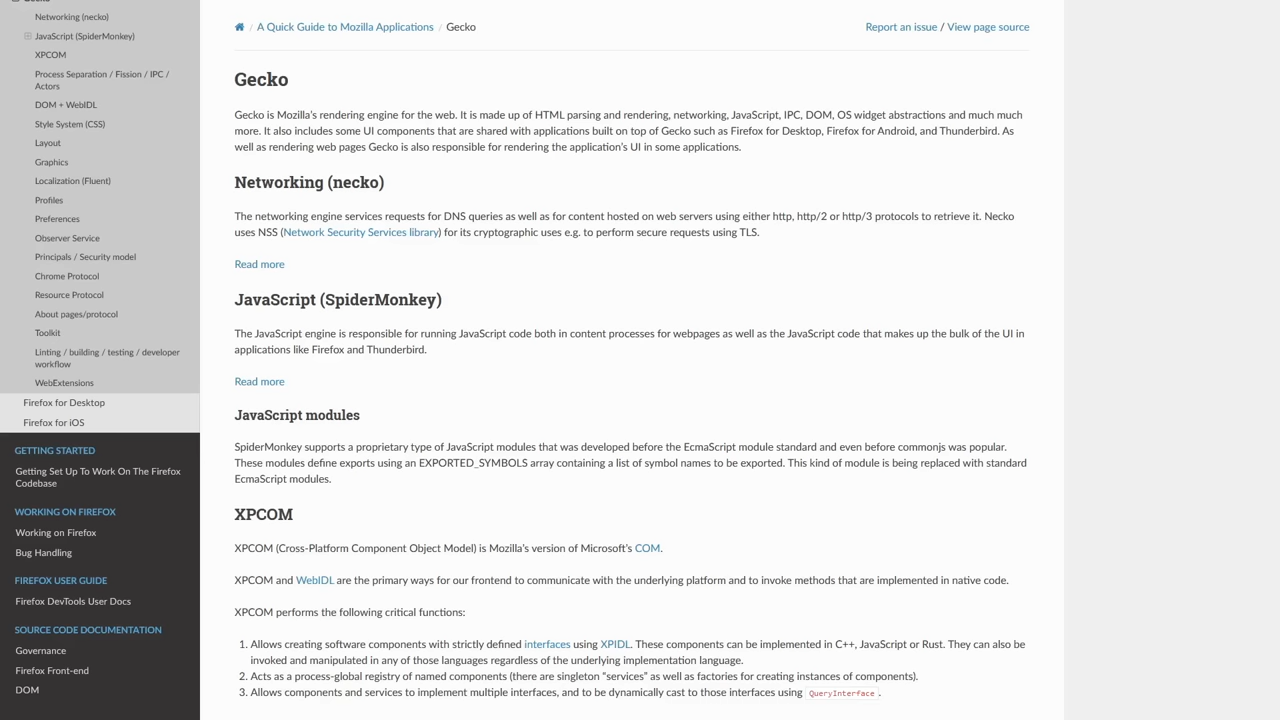 Networking (necko)
JavaScript (SpiderMonkey)
XPCOM
Process Separation / Fission / IPC /
Actors
DOM + WebIDL
Style System (CSS)
Layout
Graphics
Localization (Fluent)
Profiles
Preferences
Observer Service
Principals / Security model
Chrome Protocol
Resource Protocol
About pages/protocol
Toolkit
Linting / building / testing / developer
workflow
WebExtensions
Firefox for Desktop
Firefox for iOS
GETTING STARTED
Getting Set Up To Work On The Firefox
Codebase
WORKING ON FIREFOX
Working on Firefox
Bug Handling
FIREFOX USER GUIDE
Firefox DevTools User Docs
SOURCE CODE DOCUMENTATION
Governance
Firefox Front-end
DOM
/ A Quick Guide to Mozilla Applications / Gecko
Report an issue / View page source
Gecko
Gecko is Mozilla's rendering engine for the web. It is made up of HTML parsing and rendering, networking, JavaScript, IPC, DOM, OS widget abstractions and much much
more. It also includes some UI components that are shared with applications built on top of Gecko such as Firefox for Desktop, Firefox for Android, and Thunderbird. As
well as rendering web pages Gecko is also responsible for rendering the application's UI in some applications.
Networking (necko)
The networking engine services requests for DNS queries as well as for content hosted on web servers using either http, http/2 or http/3 protocols to retrieve it. Necko
uses NSS (Network Security Services library) for its cryptographic uses e.g. to perform secure requests using TLS.
Read more
JavaScript (SpiderMonkey)
The JavaScript engine is responsible for running JavaScript code both in content processes for webpages as well as the JavaScript code that makes up the bulk of the UI in
applications like Firefox and Thunderbird.
Read more
JavaScript modules
SpiderMonkey supports a proprietary type of JavaScript modules that was developed before the EcmaScript module standard and even before commonjs was popular.
These modules define exports using an EXPORTED_SYMBOLS array containing a list of symbol names to be exported. This kind of module is being replaced with standard
EcmaScript modules.
XPCOM
XPCOM (Cross-Platform Component Object Model) is Mozilla's version of Microsoft's COM.
XPCOM and WebIDL are the primary ways for our frontend to communicate with the underlying platform and to invoke methods that are implemented in native code.
XPCOM performs the following critical functions:
1. Allows creating software components with strictly defined interfaces using XPIDL. These components can be implemented in C++, JavaScript or Rust. They can also be
invoked and manipulated in any of those languages regardless of the underlying implementation language.
2. Acts as a process-global registry of named components (there are singleton "services" as well as factories for creating instances of components).
3. Allows components and services to implement multiple interfaces, and to be dynamically cast to those interfaces using QueryInterface.